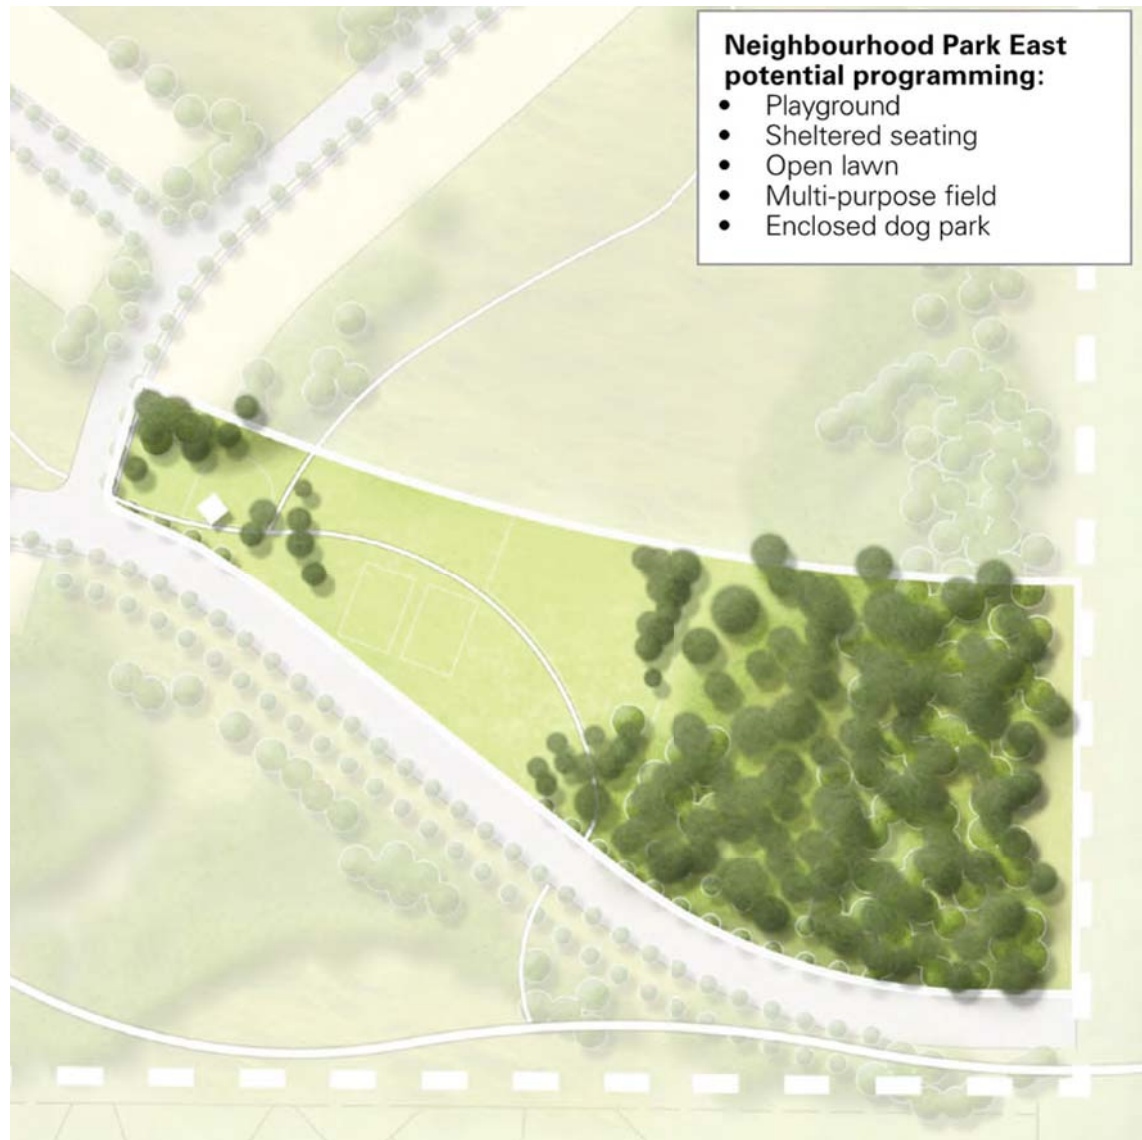 Neighbourhood Park East
potential programming:
• Playground
• Sheltered seating
• Open lawn
• Multi-purpose field
• Enclosed dog park